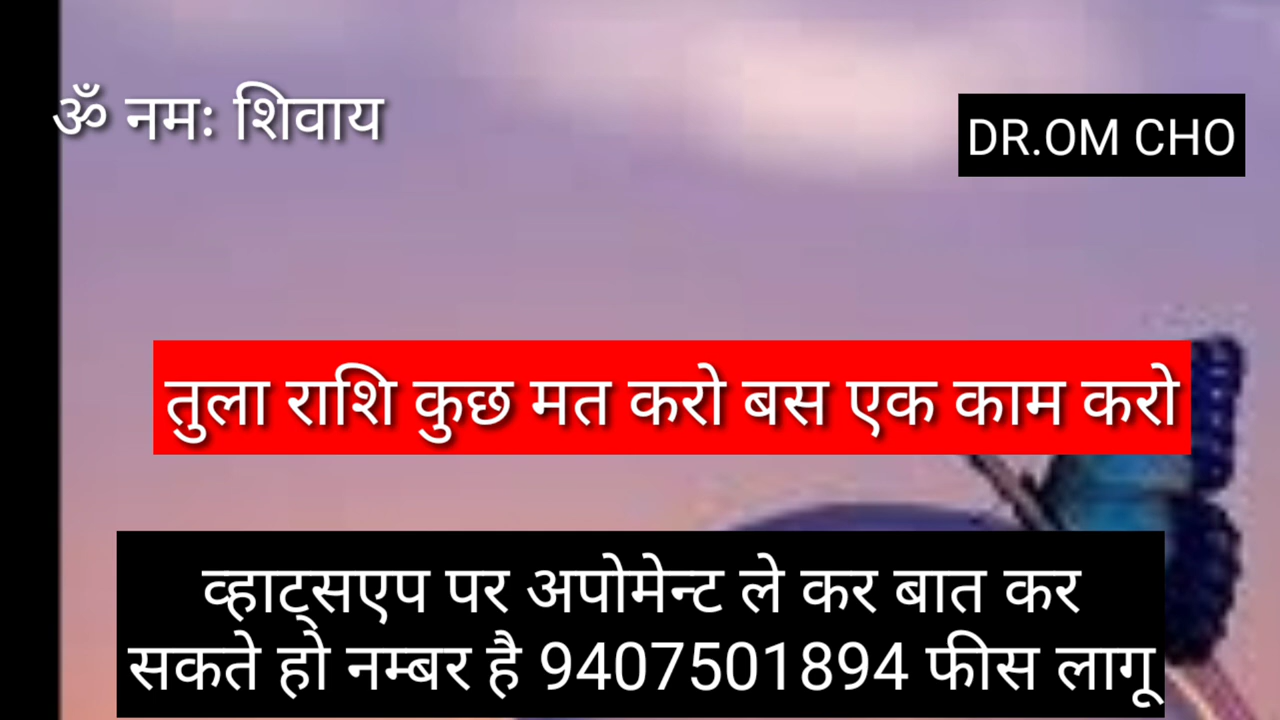 ॐ नमः शिवाय
DR.OM CHO
तुला राशि कुछ मत करो बस एक काम करो
व्हाट्सएप पर अपोमेन्ट ले कर बात कर
सकते हो नम्बर है 9407501894 फीस लागू